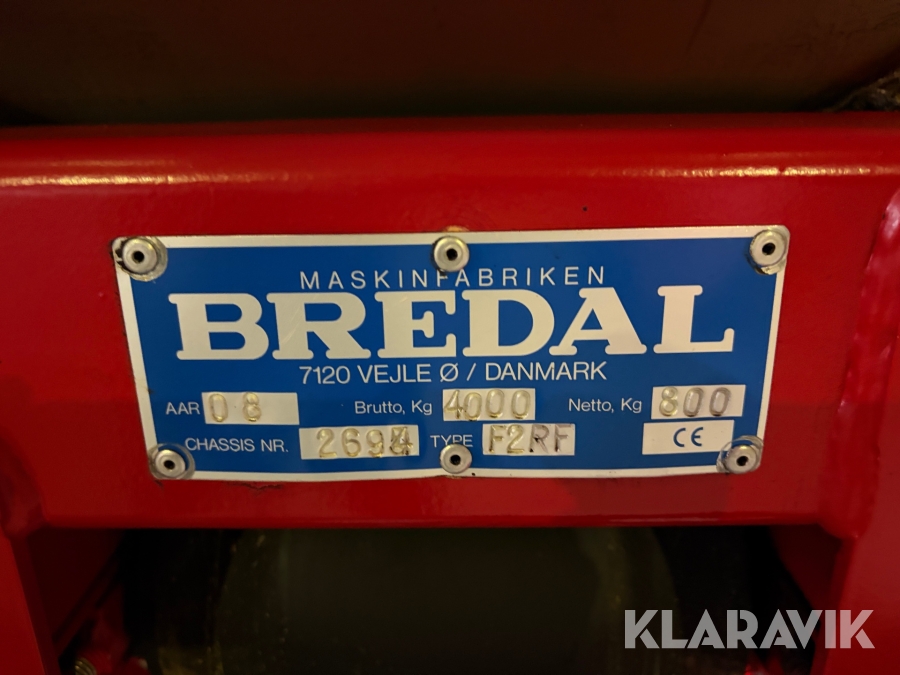 MASKINFABRIKEN
BREDAL
7120 VEJLE Ø / DANMARK
AAR 08 Brutto, Kg 4000 Netto, Kg 800
CHASSIS NR. 2694 TYPE F2RF CE
KLARAVIK